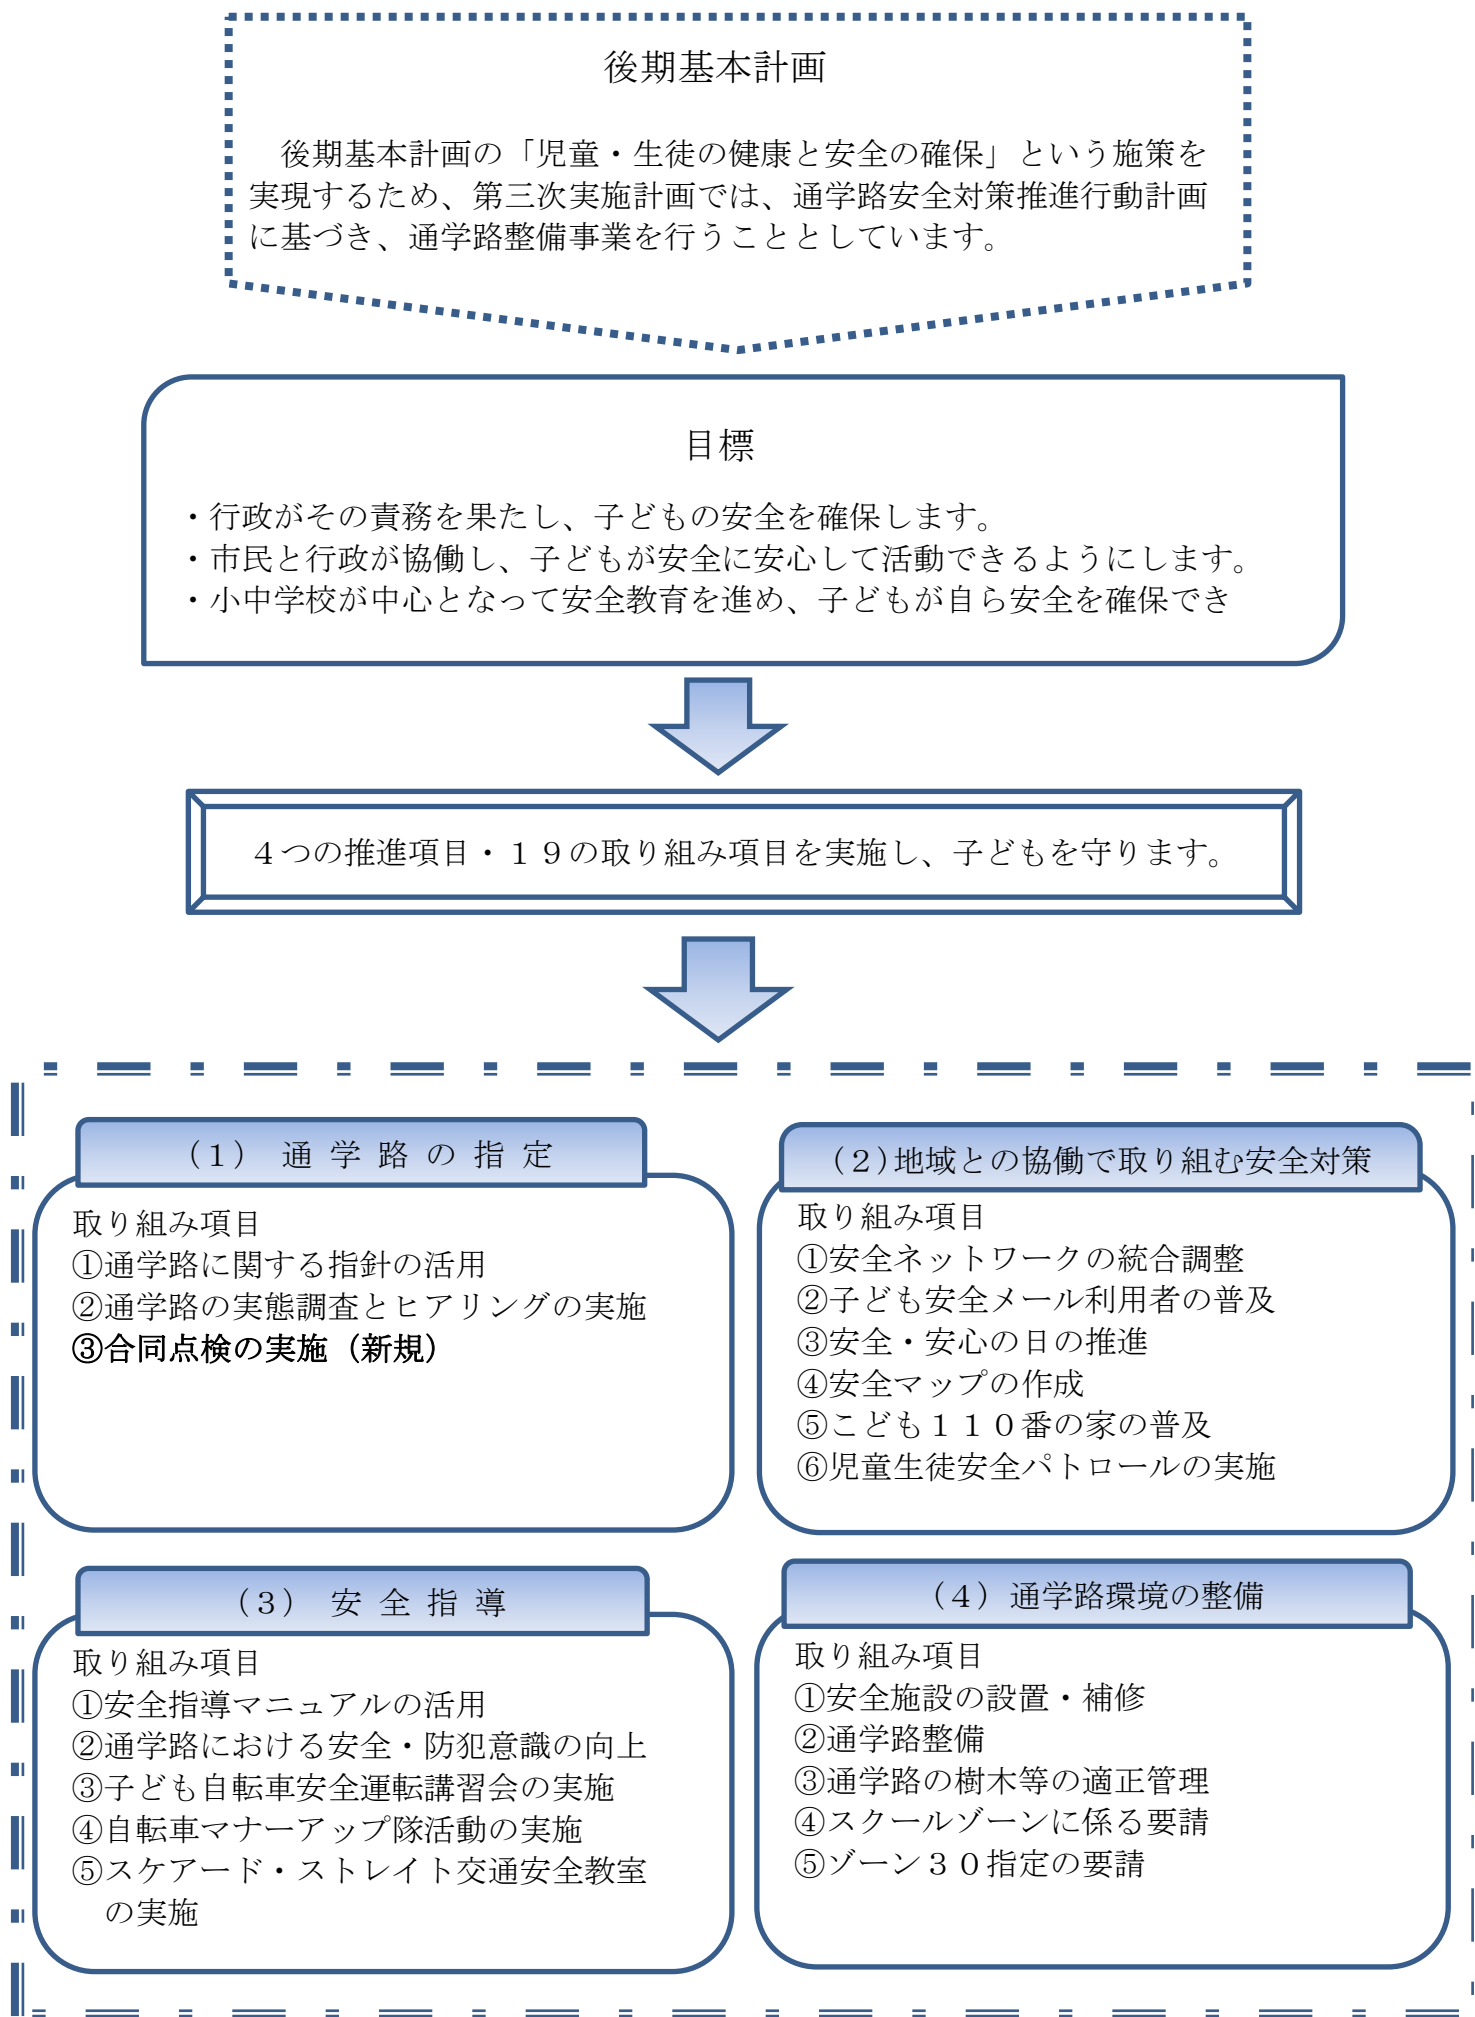 後期基本計画
後期基本計画の「児童・生徒の健康と安全の確保」という施策を
実現するため、第三次実施計画では、通学路安全対策推進行動計画
に基づき、通学路整備事業を行うこととしています。
目標
・行政がその責務を果たし、子どもの安全を確保します。
・市民と行政が協働し、子どもが安全に安心して活動できるようにします。
・小中学校が中心となって安全教育を進め、子どもが自ら安全を確保でき
４つの推進項目・１９の取り組み項目を実施し、子どもを守ります。
（１） 通 学 路 の 指 定
取り組み項目
①通学路に関する指針の活用
②通学路の実態調査とヒアリングの実施
③合同点検の実施（新規）
（２）地域との協働で取り組む安全対策
取り組み項目
①安全ネットワークの統合調整
②子ども安全メール利用者の普及
③安全・安心の日の推進
④安全マップの作成
⑤こども１１０番の家の普及
⑥児童生徒安全パトロールの実施
（３） 安 全 指 導
取り組み項目
①安全指導マニュアルの活用
②通学路における安全・防犯意識の向上
③子ども自転車安全運転講習会の実施
④自転車マナーアップ隊活動の実施
⑤スケアード・ストレイト交通安全教室
の実施
（４）通学路環境の整備
取り組み項目
①安全施設の設置・補修
②通学路整備
③通学路の樹木等の適正管理
④スクールゾーンに係る要請
⑤ゾーン３０指定の要請